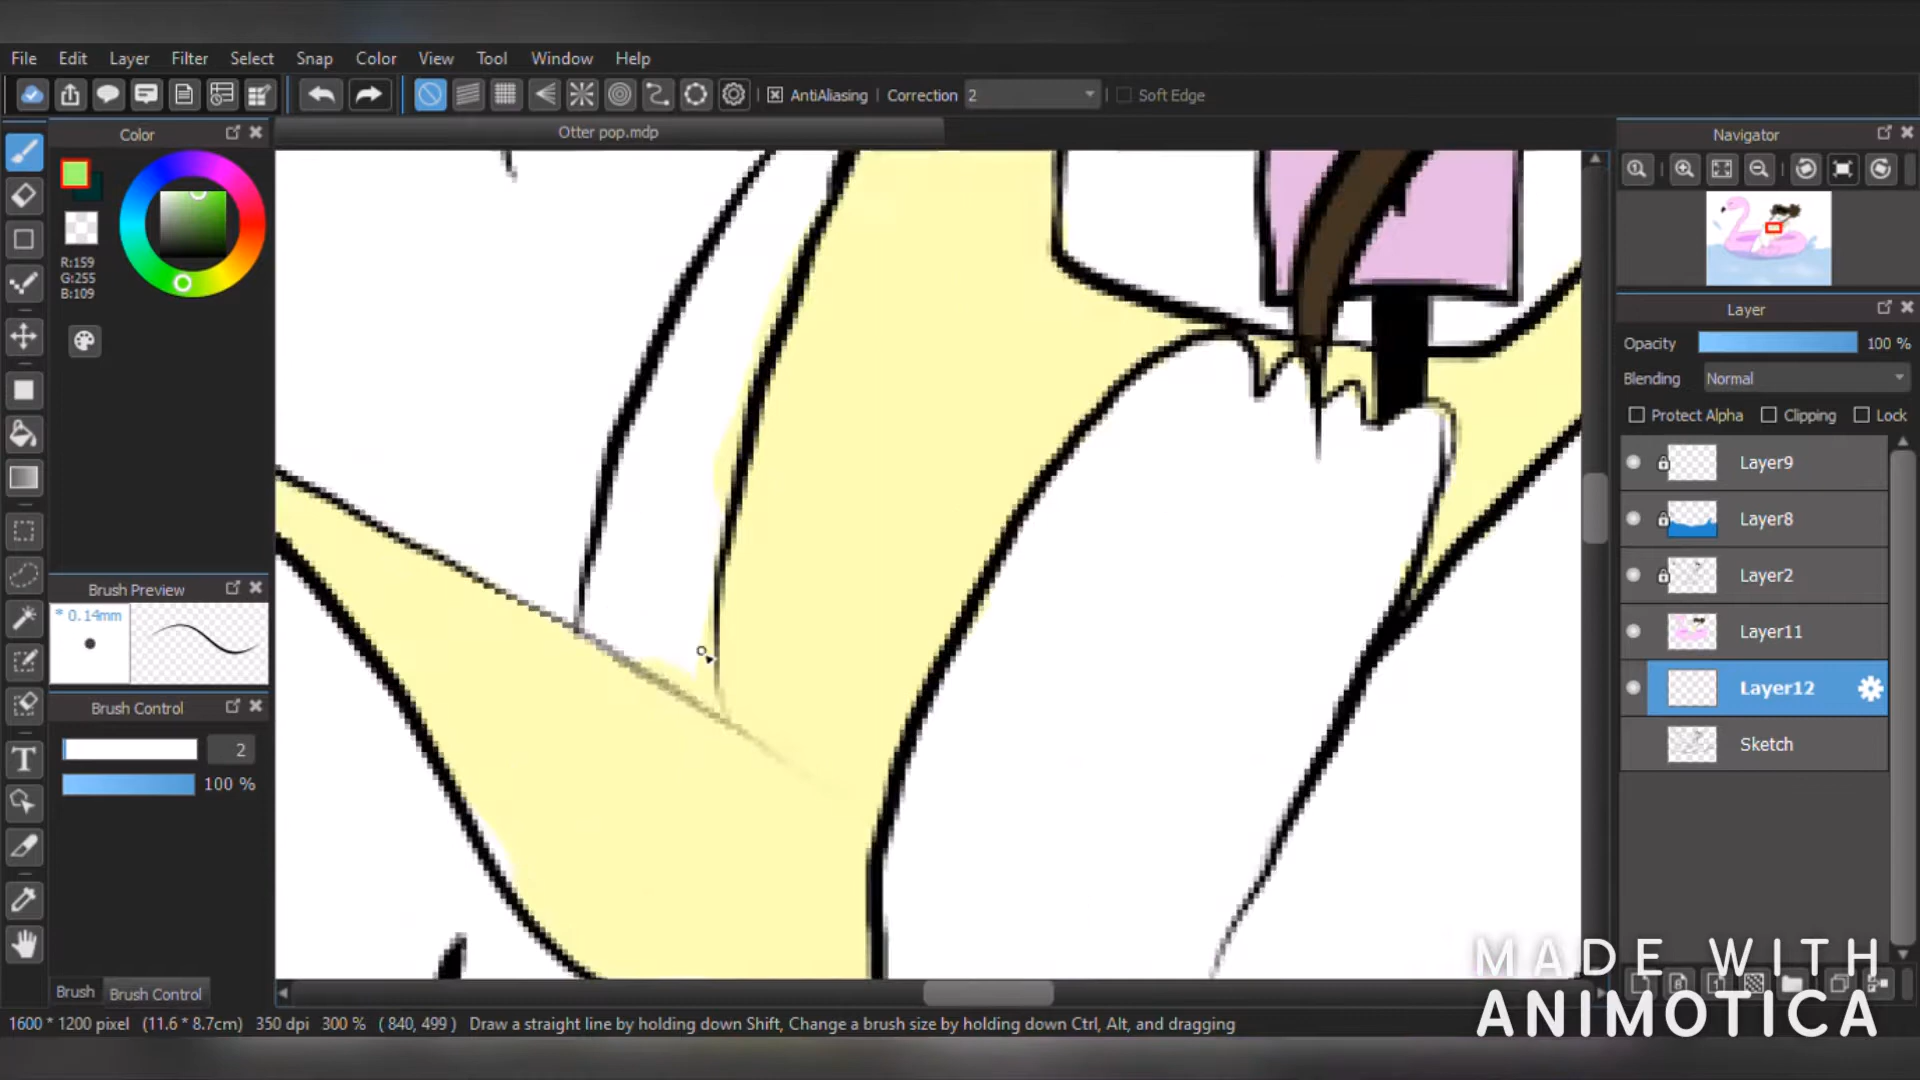 File Edit Layer Filter Select Snap Color View Tool Window Help
AntiAliasing Correction 2 Soft Edge
Color
Otter pop.mdp
Navigator
R:159
G:255
B:109
Layer
Opacity 100 %
Blending Normal
Protect Alpha Clipping Lock
Layer9
Layer8
Layer2
Layer11
Layer12
Sketch
Brush Preview
* 0.14mm
Brush Control
2
100 %
T
Brush Brush Control
1600 * 1200 pixel (11.6 * 8.7cm) 350 dpi 300 % ( 840, 499 ) Draw a straight line by holding down Shift, Change a brush size by holding down Ctrl, Alt, and dragging
MADE WITH
ANIMOTICA